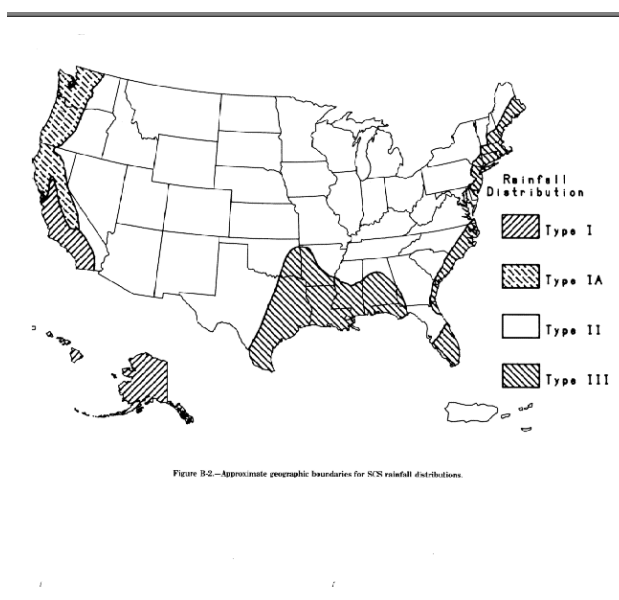 Rainfall
Distribution
Type I
Type IA
Type II
Type III
Figure B-2.—Approximate geographic boundaries for SCS rainfall distributions.